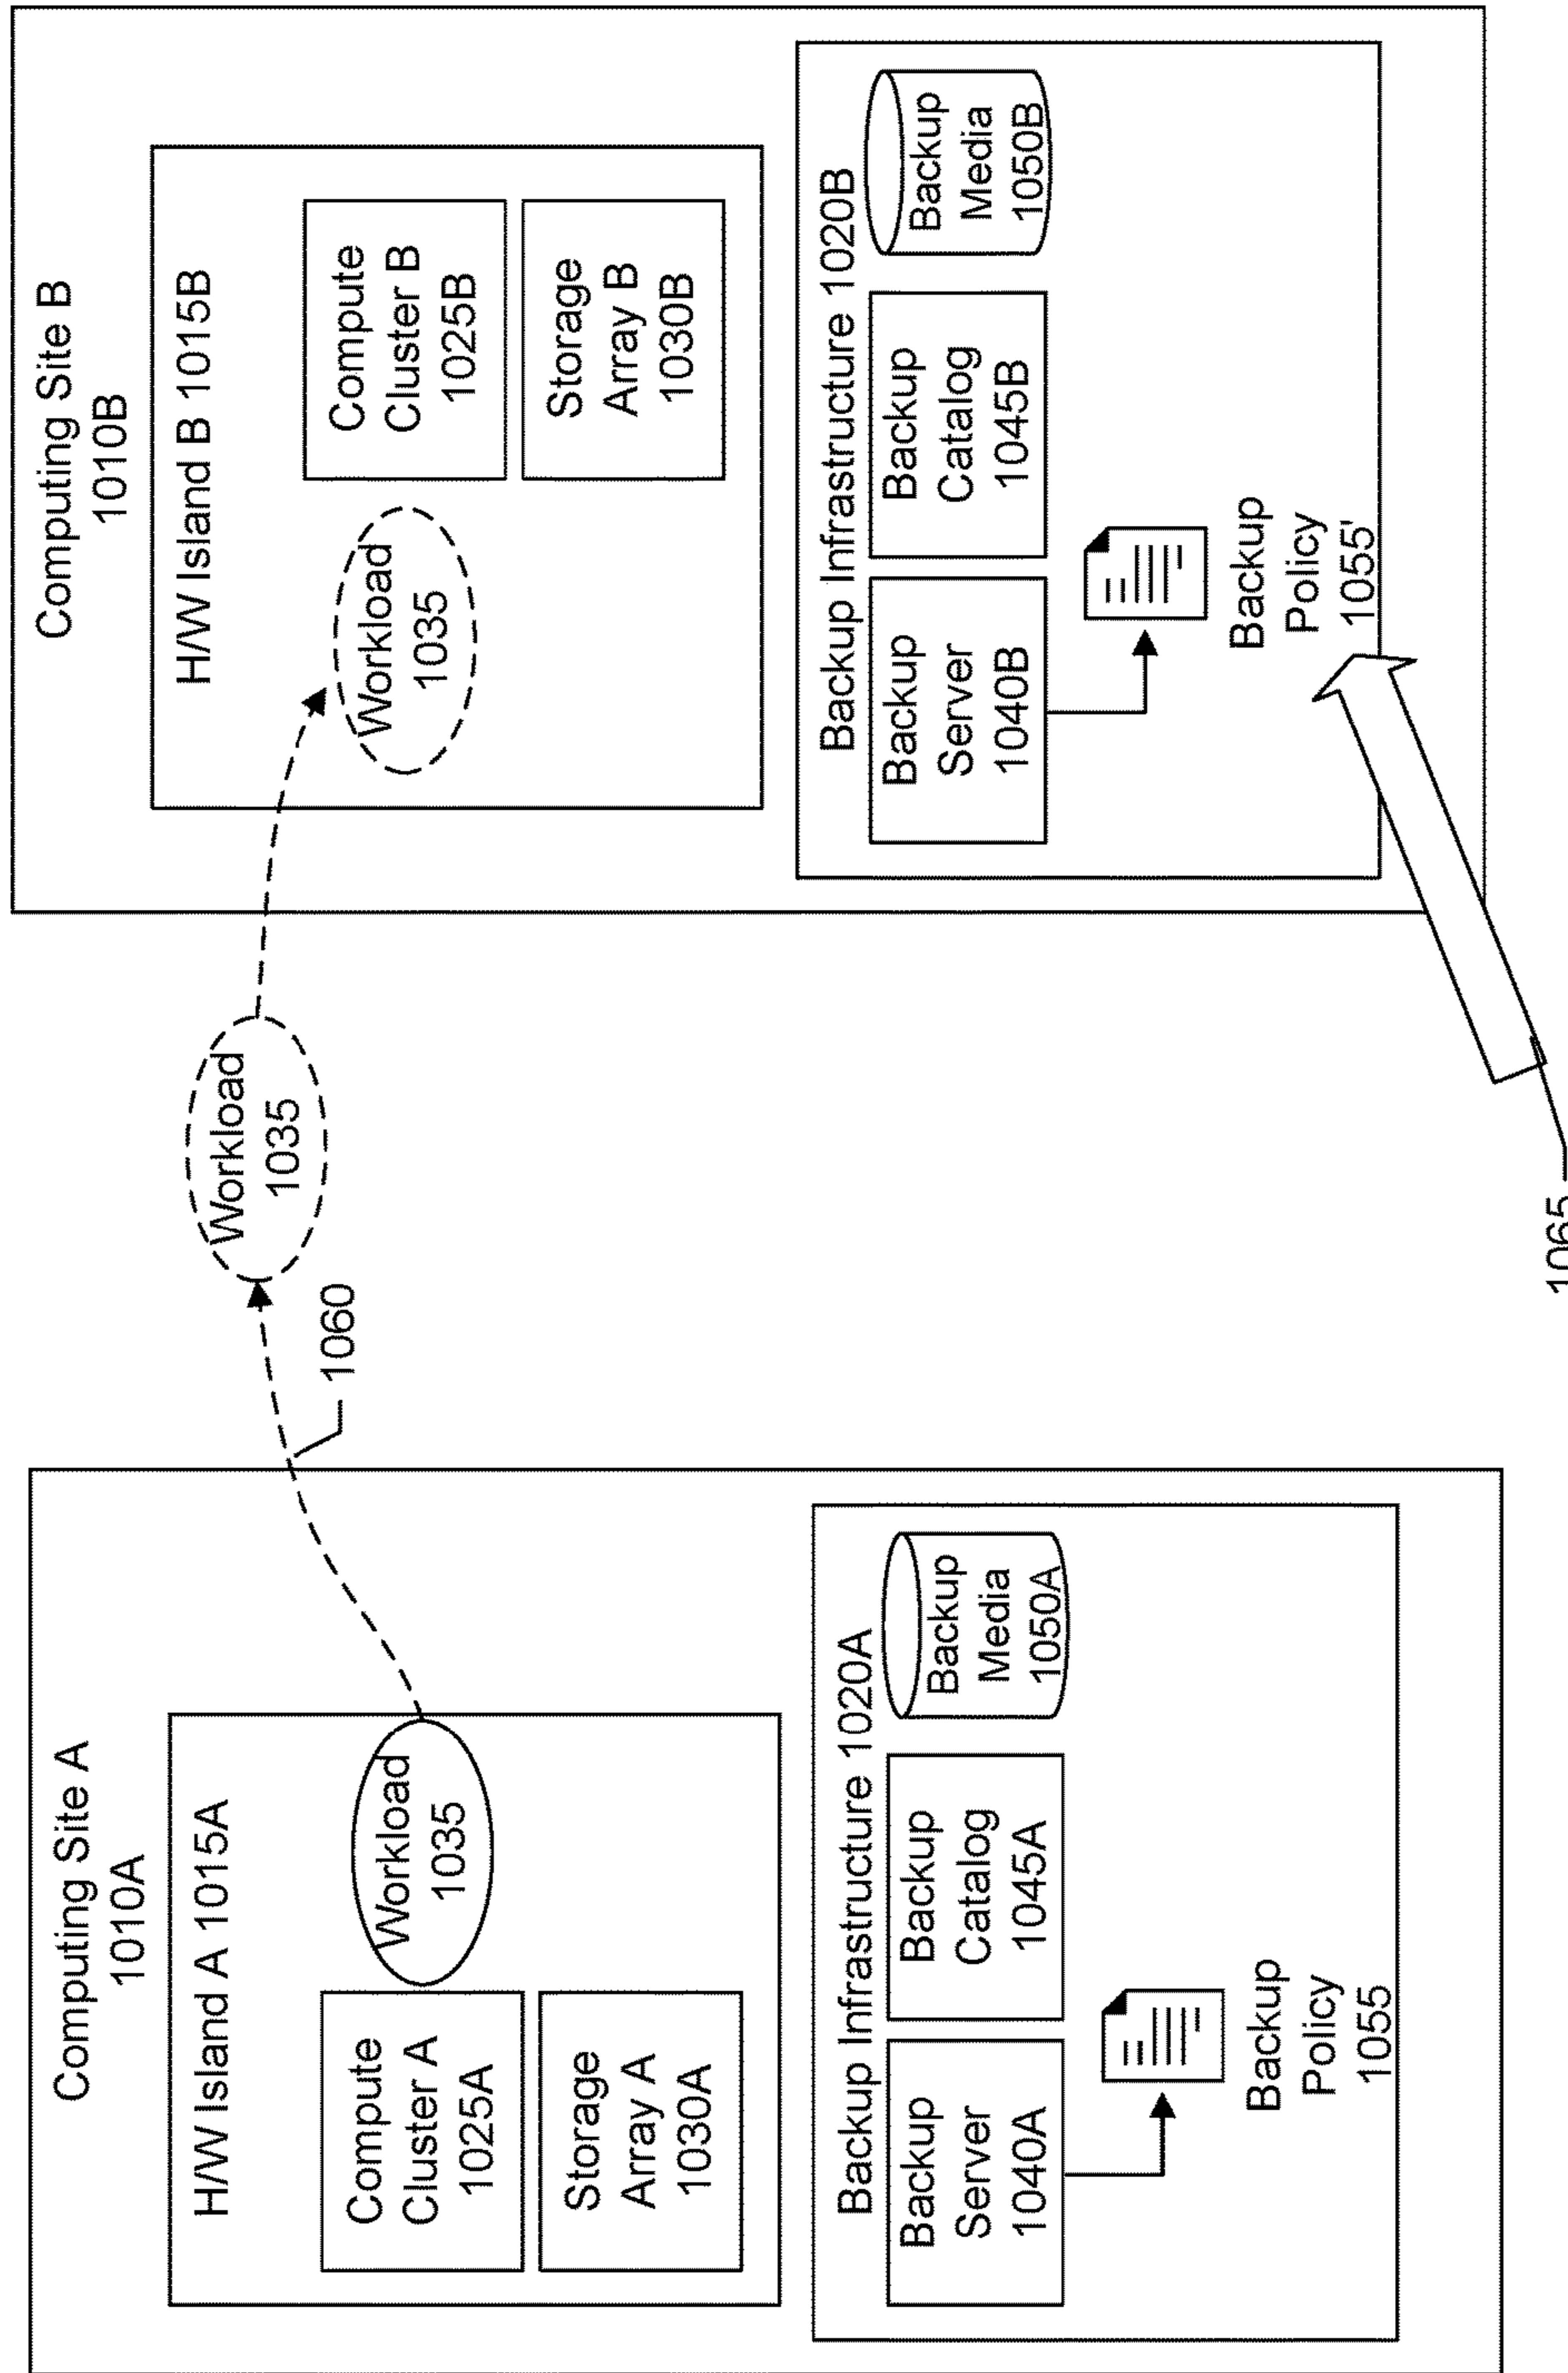 Computing Site A
1010A
H/W Island A 1015A
Compute
Cluster A
1025A
Storage
Array A
1030A
Workload
1035
Backup Infrastructure 1020A
Backup
Server
1040A
Backup
Catalog
1045A
Backup
Media
1050A
Backup
Policy
1055
1060
Workload
1035
Computing Site B
1010B
H/W Island B 1015B
Workload
1035
Compute
Cluster B
1025B
Storage
Array B
1030B
Backup Infrastructure 1020B
Backup
Server
1040B
Backup
Catalog
1045B
Backup
Media
1050B
Backup
Policy
1055'
1065